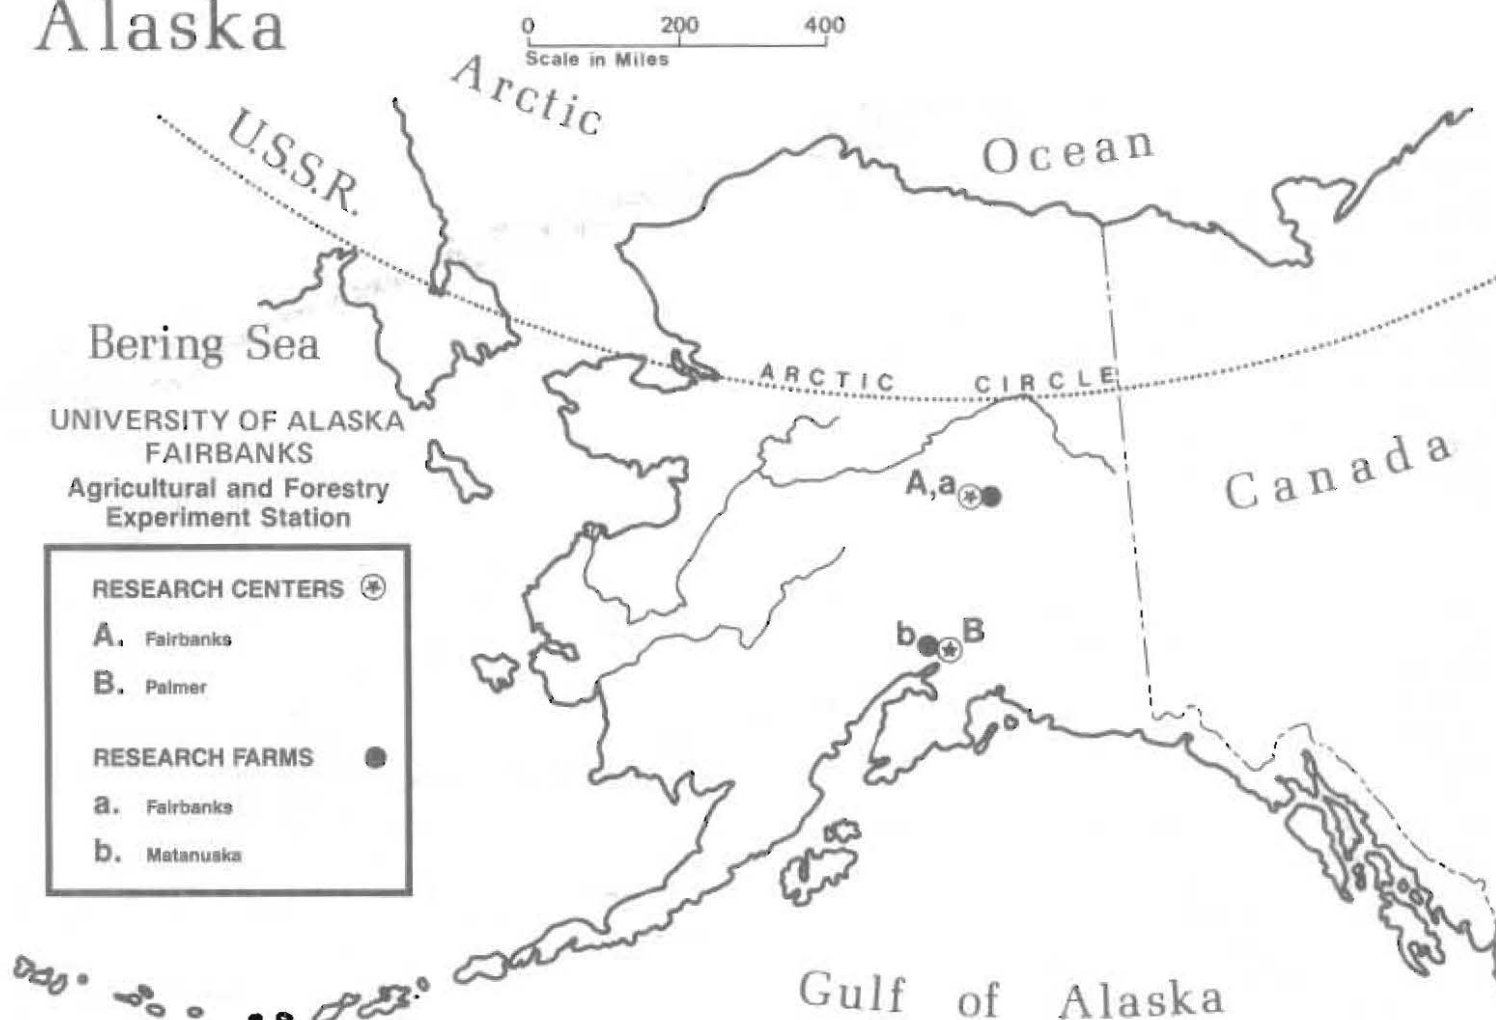 Alaska
0 200 400
Scale in Miles
Arctic
Ocean
U.S.S.R.
Bering Sea
ARCTIC CIRCLE
Canada
UNIVERSITY OF ALASKA
FAIRBANKS
Agricultural and Forestry
Experiment Station
A,a
b B
RESEARCH CENTERS
A. Fairbanks
B. Palmer
RESEARCH FARMS
a. Fairbanks
b. Matanuska
Gulf of Alaska